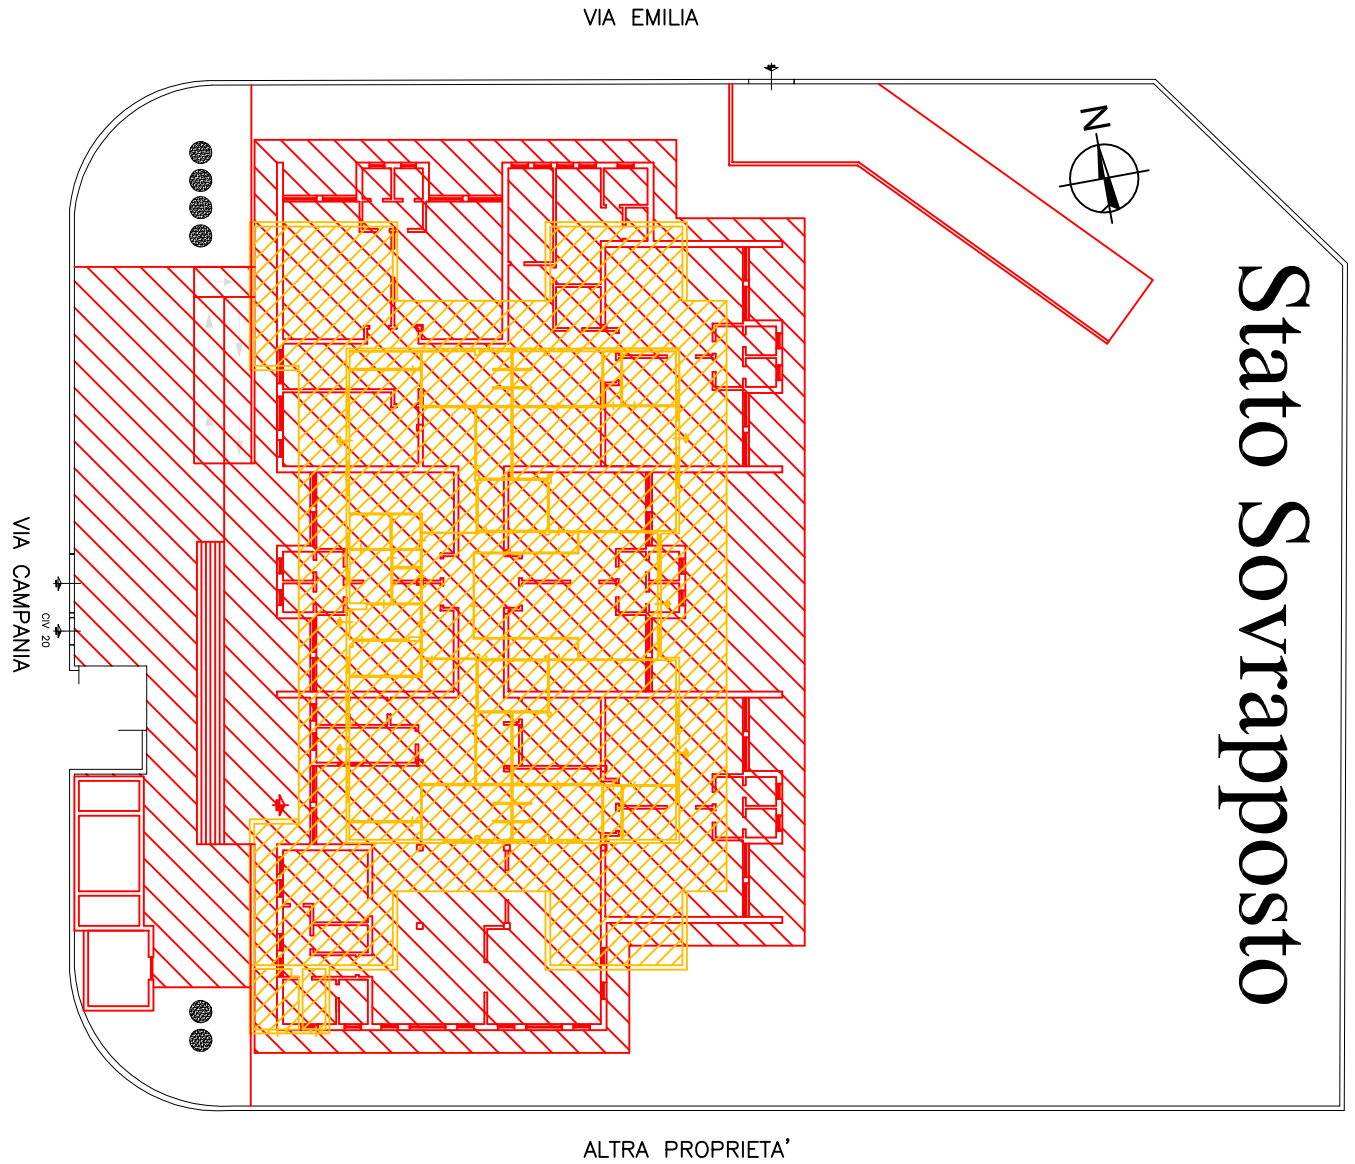 VIA EMILIA
N
Stato Sovrapposto
VIA CAMPANIA
CIV 20
ALTRA PROPRIETA'